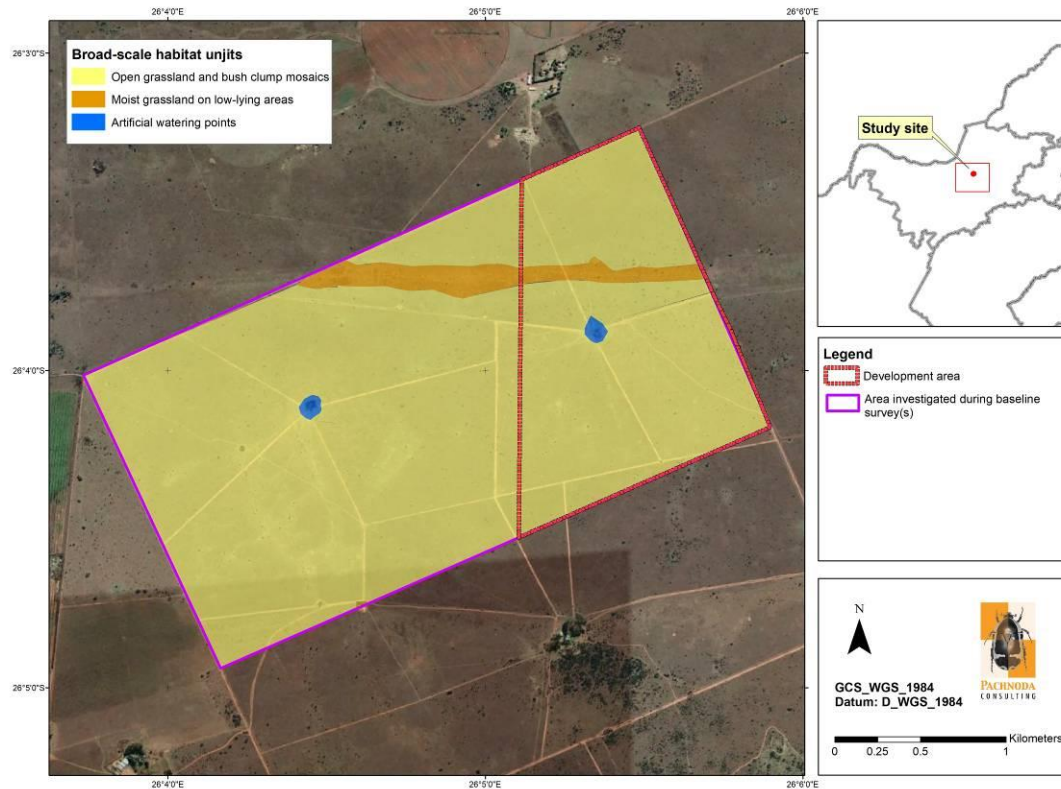 26°4'0"E 26°5'0"E 26°6'0"E
26°3'0"S
26°4'0"S
26°5'0"S
Broad-scale habitat unjits
Open grassland and bush clump mosaics
Moist grassland on low-lying areas
Artificial watering points
Study site
Legend
Development area
Area investigated during baseline
survey(s)
N
PACHNODA
CONSULTING
GCS_WGS_1984
Datum: D_WGS_1984
Kilometers
0 0.25 0.5 1
26°4'0"E 26°5'0"E 26°6'0"E